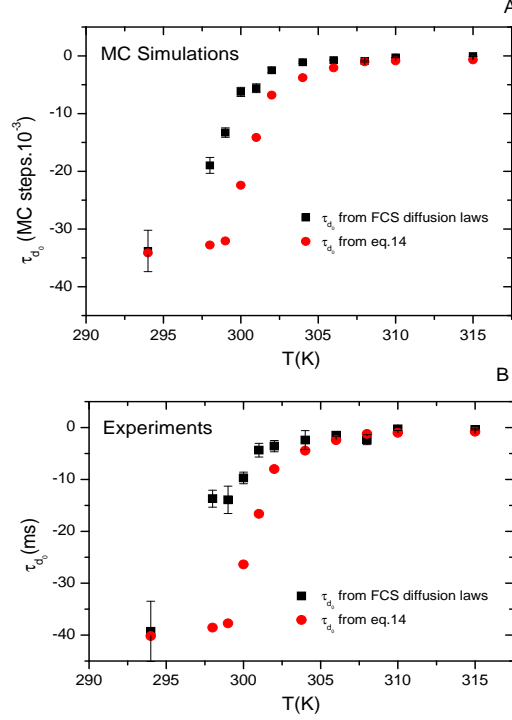 A
MC Simulations
0
-10
-20
-30
-40
τd0 (MC steps.10-3)
τd0 from FCS diffusion laws
τd0 from eq.14
290 295 300 305 310 315
T(K)
B
Experiments
0
-10
-20
-30
-40
τd0 (ms)
τd0 from FCS diffusion laws
τd0 from eq.14
290 295 300 305 310 315
T(K)